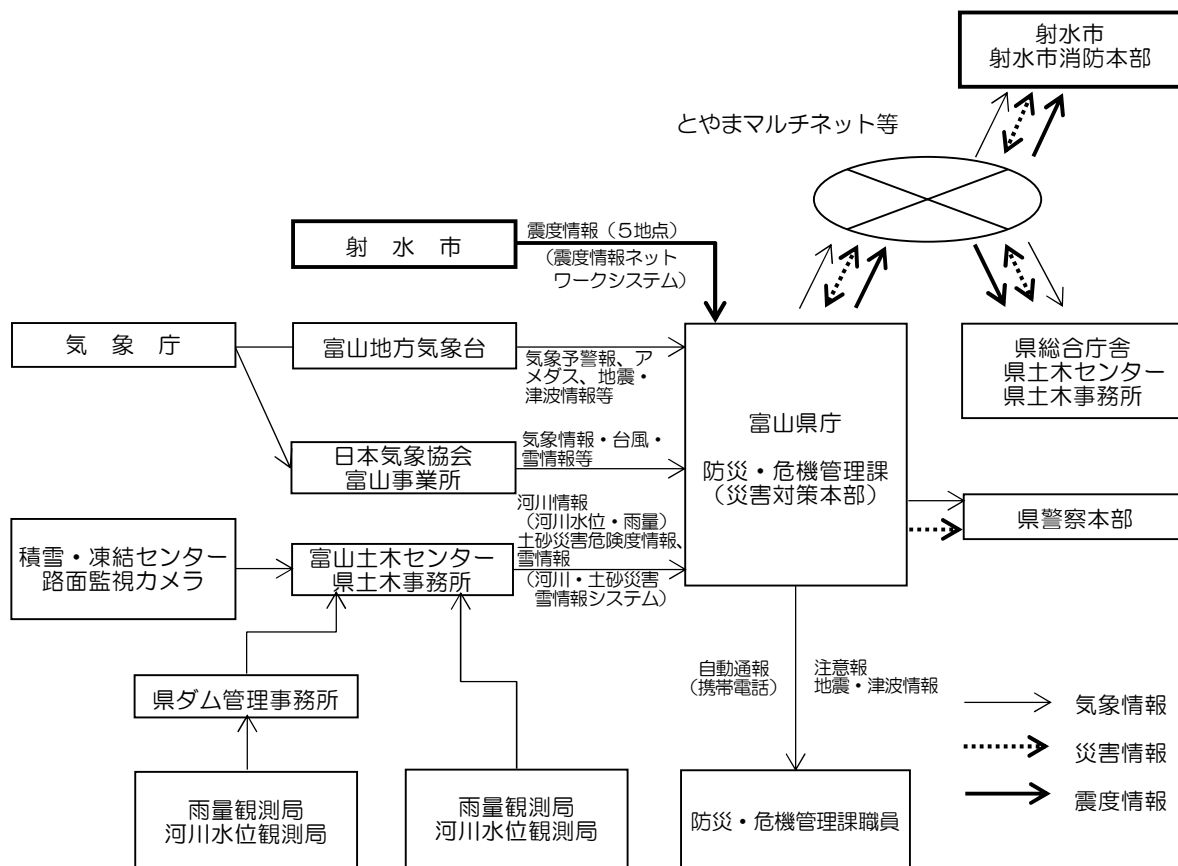 射水市
射水市消防本部
とやまマルチネット等
射 水 市
震度情報（５地点）
（震度情報ネット
ワークシステム）
気 象 庁
富山地方気象台
気象予警報、ア
メダス、地震・
津波情報等
富山県庁
防災・危機管理課
（災害対策本部）
県総合庁舎
県土木センター
県土木事務所
日本気象協会
富山事業所
気象情報・台風・
雪情報等
県警察本部
積雪・凍結センター
路面監視カメラ
富山土木センター
県土木事務所
河川情報
（河川水位・雨量）
土砂災害危険度情報、
雪情報
（河川・土砂災害
雪情報システム）
県ダム管理事務所
自動通報
（携帯電話）
注意報
地震・津波情報
雨量観測局
河川水位観測局
雨量観測局
河川水位観測局
防災・危機管理課職員
気象情報
災害情報
震度情報